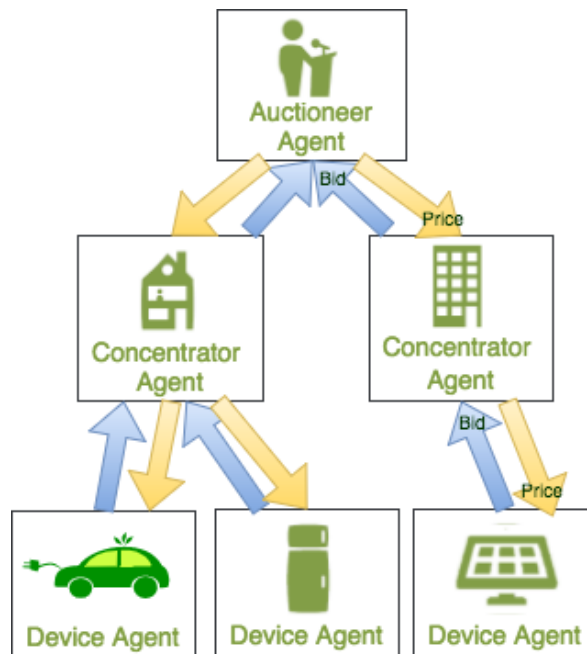 Auctioneer
Agent
Bid
Price
Concentrator
Agent
Concentrator
Agent
Bid
Price
Device Agent
Device Agent
Device Agent